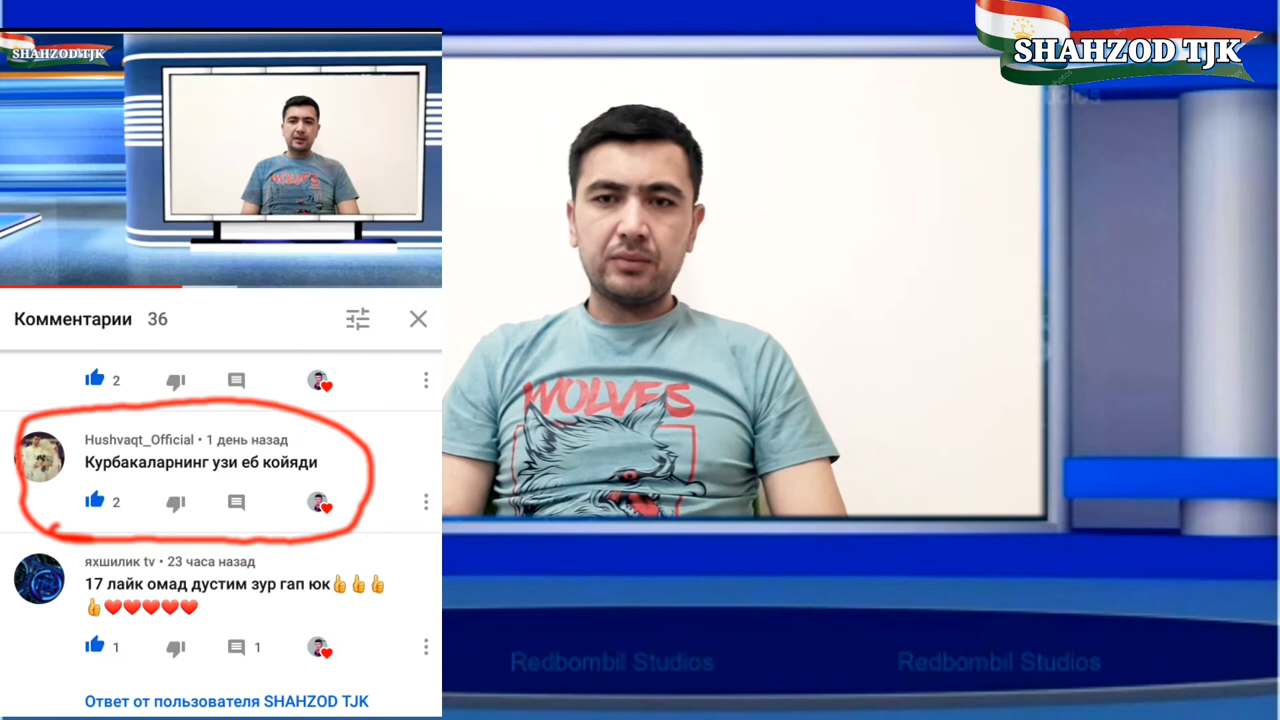 SHAHZOD TJK
SHAHZOD TJK
WOLVES
Комментарии 36
2
Hushvaqt_Official • 1 день назад
Курбакаларнинг узи еб койяди
2
яхшилик tv • 23 часа назад
17 лайк омад дустим зур гап юк👍👍👍
👍❤️❤️❤️❤️❤️
1
1
Ответ от пользователя SHAHZOD TJK
WOLVES
Redbombil Studios
Redbombil Studios